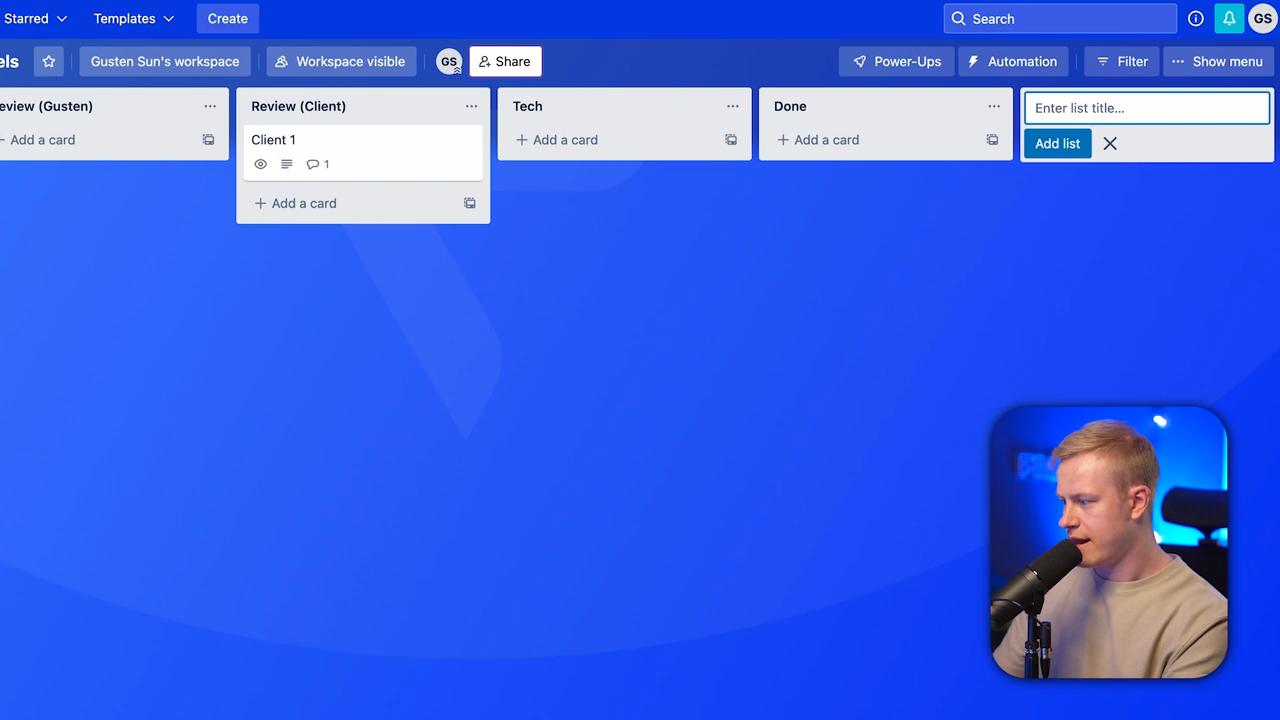 Starred Templates Create Search GS
els Gusten Sun's workspace Workspace visible GS Share Power-Ups Automation Filter Show menu
eview (Gusten) Review (Client) Tech Done Enter list title...
Add a card Client 1 Add a card Add a card Add list
1
Add a card